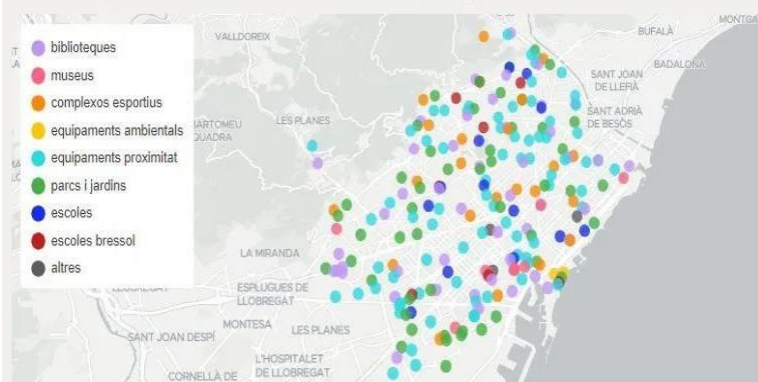 biblioteques
museus
complexos esportius
equipaments ambientals
equipaments proximitat
parcs i jardins
escoles
escoles bressol
altres
VALLDOREIX
BUFALÀ
BADALONA
SANT JOAN
DE LLEFIÀ
SANT ADRIÀ
DE BESÒS
LES PLANES
LA MIRANDA
ESPLUGUES DE
LLOBREGAT
MONTESA
LES PLANES
SANT JOAN DESPÍ
L'HOSPITALET
DE LLOBREGAT
CORNELLÀ DE